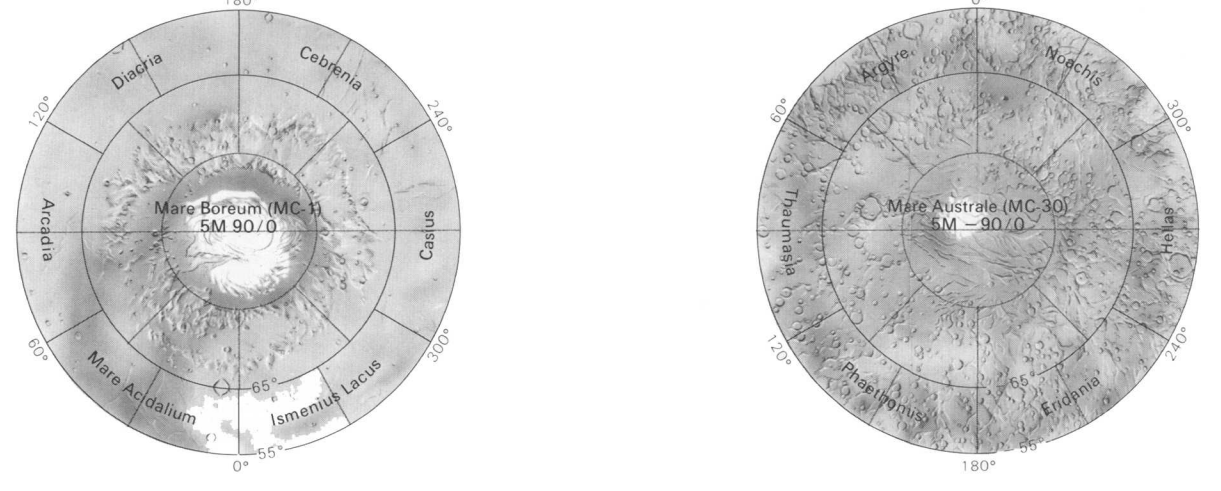 180°
Diacria
Cebrenia
120°
240°
Arcadia
Mare Boreum (MC-1)
5M 90/0
Casius
60°
300°
Mare Acidalium
65°
Ismenius Lacus
55°
0°
0°
Argyre
Noachis
60°
300°
Thaumasia
Mare Australe (MC-30)
5M – 90/0
Hellas
120°
240°
Phaethonus
55°
Eridania
55°
180°